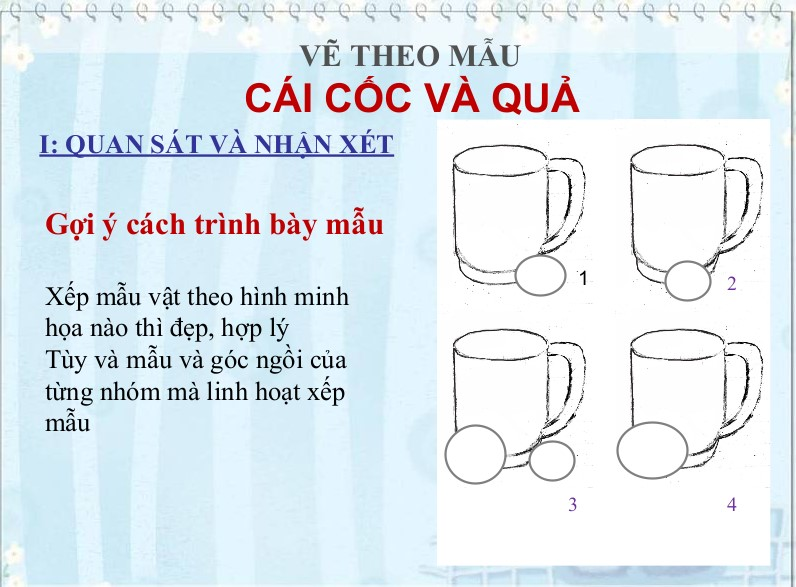 VẼ THEO MẪU
CÁI CỐC VÀ QUẢ
I: QUAN SÁT VÀ NHẬN XÉT
Gợi ý cách trình bày mẫu
Xếp mẫu vật theo hình minh
họa nào thì đẹp, hợp lý
Tùy và mẫu và góc ngồi của
từng nhóm mà linh hoạt xếp
mẫu
1
2
3
4